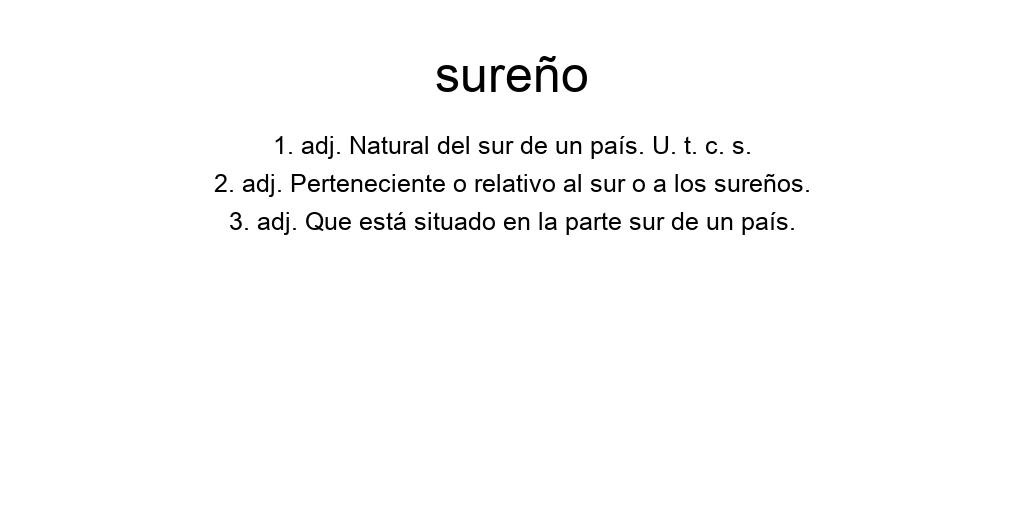 sureño
1. adj. Natural del sur de un país. U. t. c. s.
2. adj. Perteneciente o relativo al sur o a los sureños.
3. adj. Que está situado en la parte sur de un país.